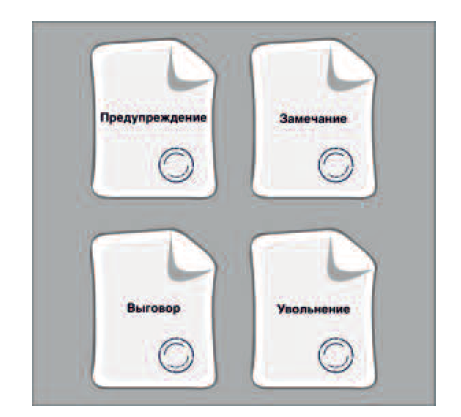 Предупреждение
Замечание
Выговор
Увольнение